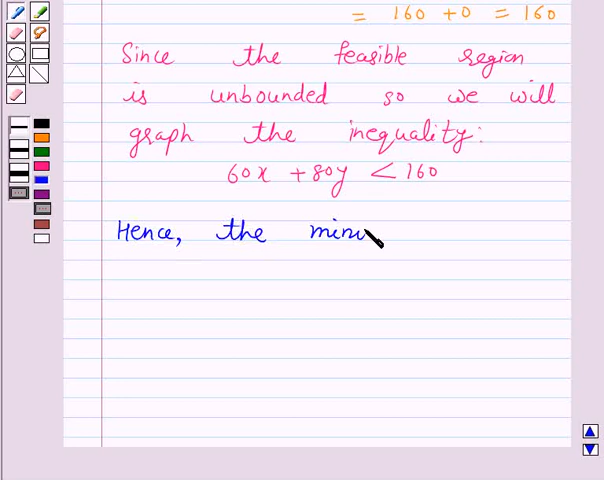 = 160 + 0 = 160
Since the feasible region
is unbounded so we will
graph the inequality:
60x + 80y < 160
Hence, the